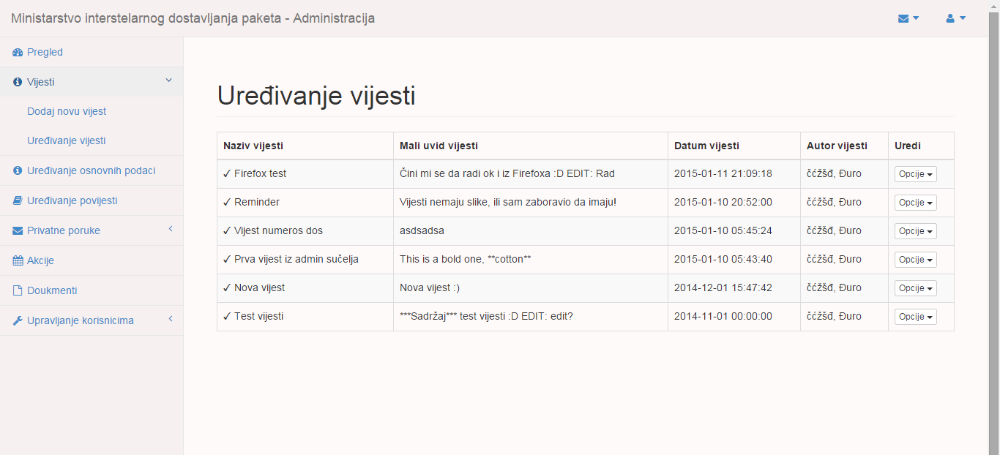 Ministarstvo interstelarnog dostavljanja paketa - Administracija
Pregled
Vijesti
Dodaj novu vijest
Uređivanje vijesti
Uređivanje osnovnih podaci
Uređivanje povijesti
Privatne poruke
Akcije
Doukmenti
Upravljanje korisnicima
Uređivanje vijesti
Naziv vijesti Mali uvid vijesti Datum vijesti Autor vijesti Uredi
✓ Firefox test Čini mi se da radi ok i iz Firefoxa :D EDIT: Rad 2015-01-11 21:09:18 čćžšđ, Đuro Opcije
✓ Reminder Vijesti nemaju slike, ili sam zaboravio da imaju! 2015-01-10 20:52:00 čćžšđ, Đuro Opcije
✓ Vijest numeros dos asdsadsa 2015-01-10 05:45:24 čćžšđ, Đuro Opcije
✓ Prva vijest iz admin sučelja This is a bold one, **cotton** 2015-01-10 05:43:40 čćžšđ, Đuro Opcije
✓ Nova vijest Nova vijest :) 2014-12-01 15:47:42 čćžšđ, Đuro Opcije
✓ Test vijesti ***Sadržaj*** test vijesti :D EDIT: edit? 2014-11-01 00:00:00 čćžšđ, Đuro Opcije